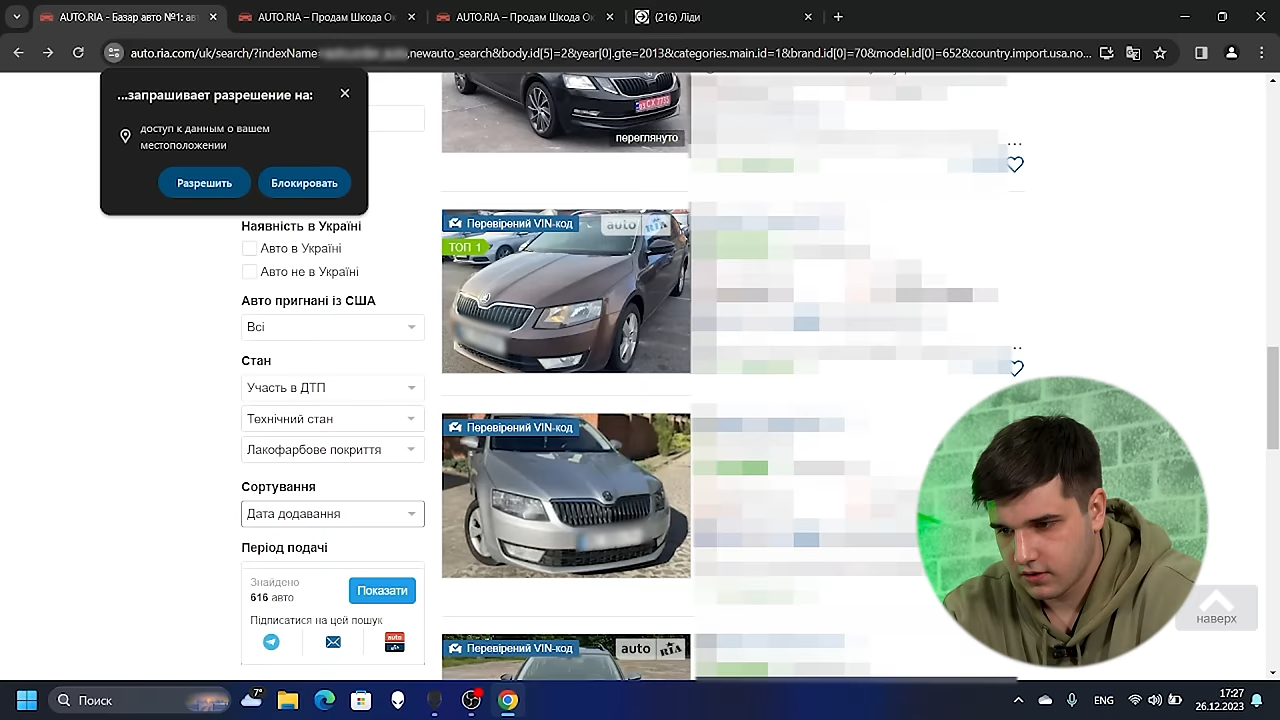 AUTO.RIA - Базар авто №1: авт
AUTO.RIA – Продам Шкода Ок
AUTO.RIA – Продам Шкода Ок
(216) Ліди
auto.ria.com/uk/search/?indexName
,newauto_search&body.id[5]=2&year[0].gte=2013&categories.main.id=1&brand.id[0]=70&model.id[0]=652&country.import.usa.no...
...запрашивает разрешение на:
доступ к данным о вашем
местоположении
Разрешить
Блокировать
Наявність в Україні
Авто в Україні
Авто не в Україні
Авто пригнані із США
Всі
Стан
Участь в ДТП
Технічний стан
Лакофарбове покриття
Сортування
Дата додавання
Період подачі
Знайдено
616 авто
Показати
Підписатися на цей пошук
переглянуто
Перевірений VIN-код
auto RIA
ТОП 1
Перевірений VIN-код
Перевірений VIN-код
auto RIA
наверх
Поиск
7°
ENG
17:27
26.12.2023